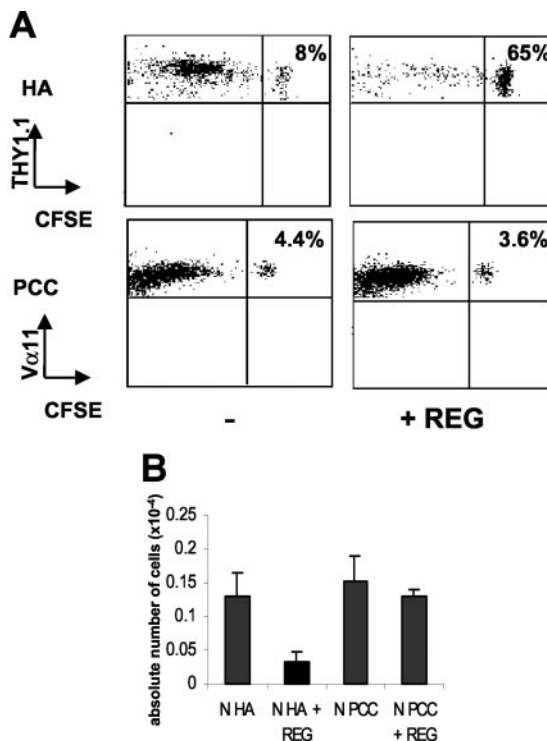 A
8%
65%
HA
THY1.1
CFSE
4.4%
3.6%
PCC
Vα11
CFSE
-
+ REG
B
absolute number of cells (x10⁻⁴)
0.25
0.2
0.15
0.1
0.05
0
N HA
N HA +
REG
N PCC
N PCC
+ REG